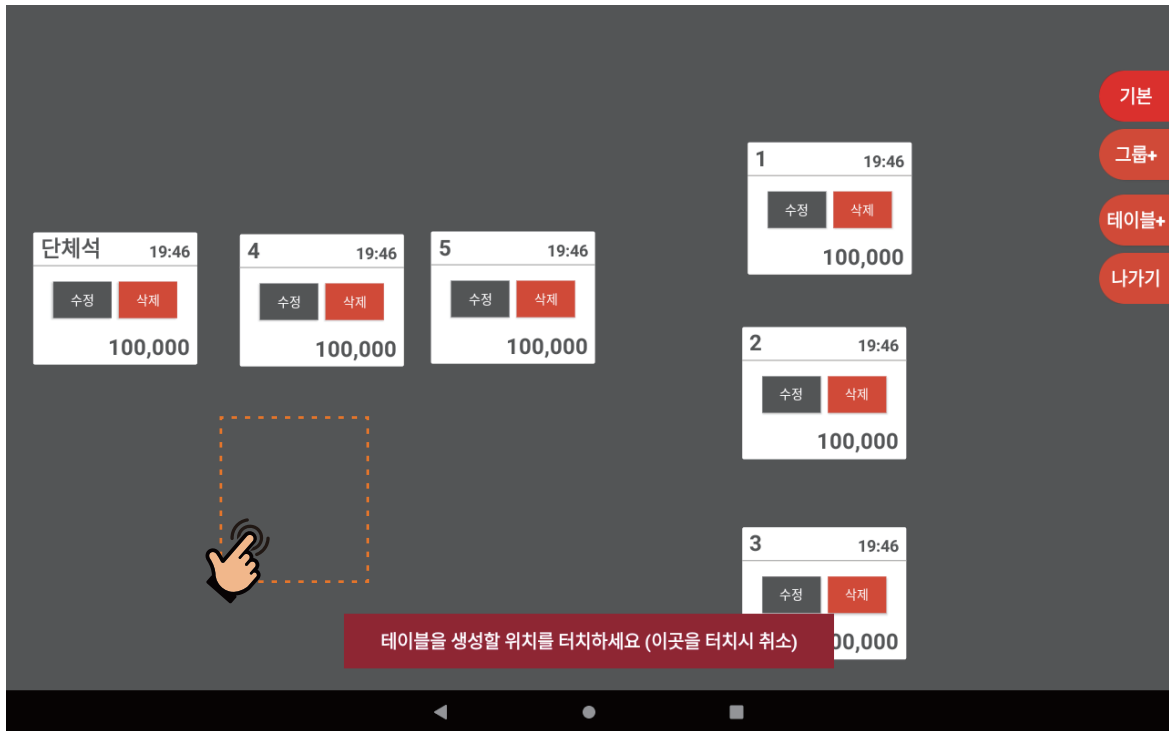 기본
그룹+
테이블+
나가기
1 19:46
수정 삭제
100,000
단체석 19:46
수정 삭제
100,000
4 19:46
수정 삭제
100,000
5 19:46
수정 삭제
100,000
2 19:46
수정 삭제
100,000
3 19:46
수정 삭제
00,000
테이블을 생성할 위치를 터치하세요 (이곳을 터치시 취소)